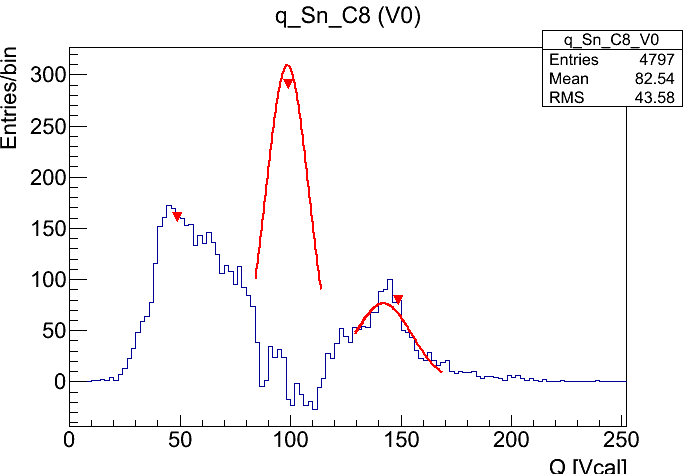 q_Sn_C8 (V0)
q_Sn_C8_V0
Entries 4797
Mean 82.54
RMS 43.58
Entries/bin
300
250
200
150
100
50
0
0 50 100 150 200 250
Q [Vcal]